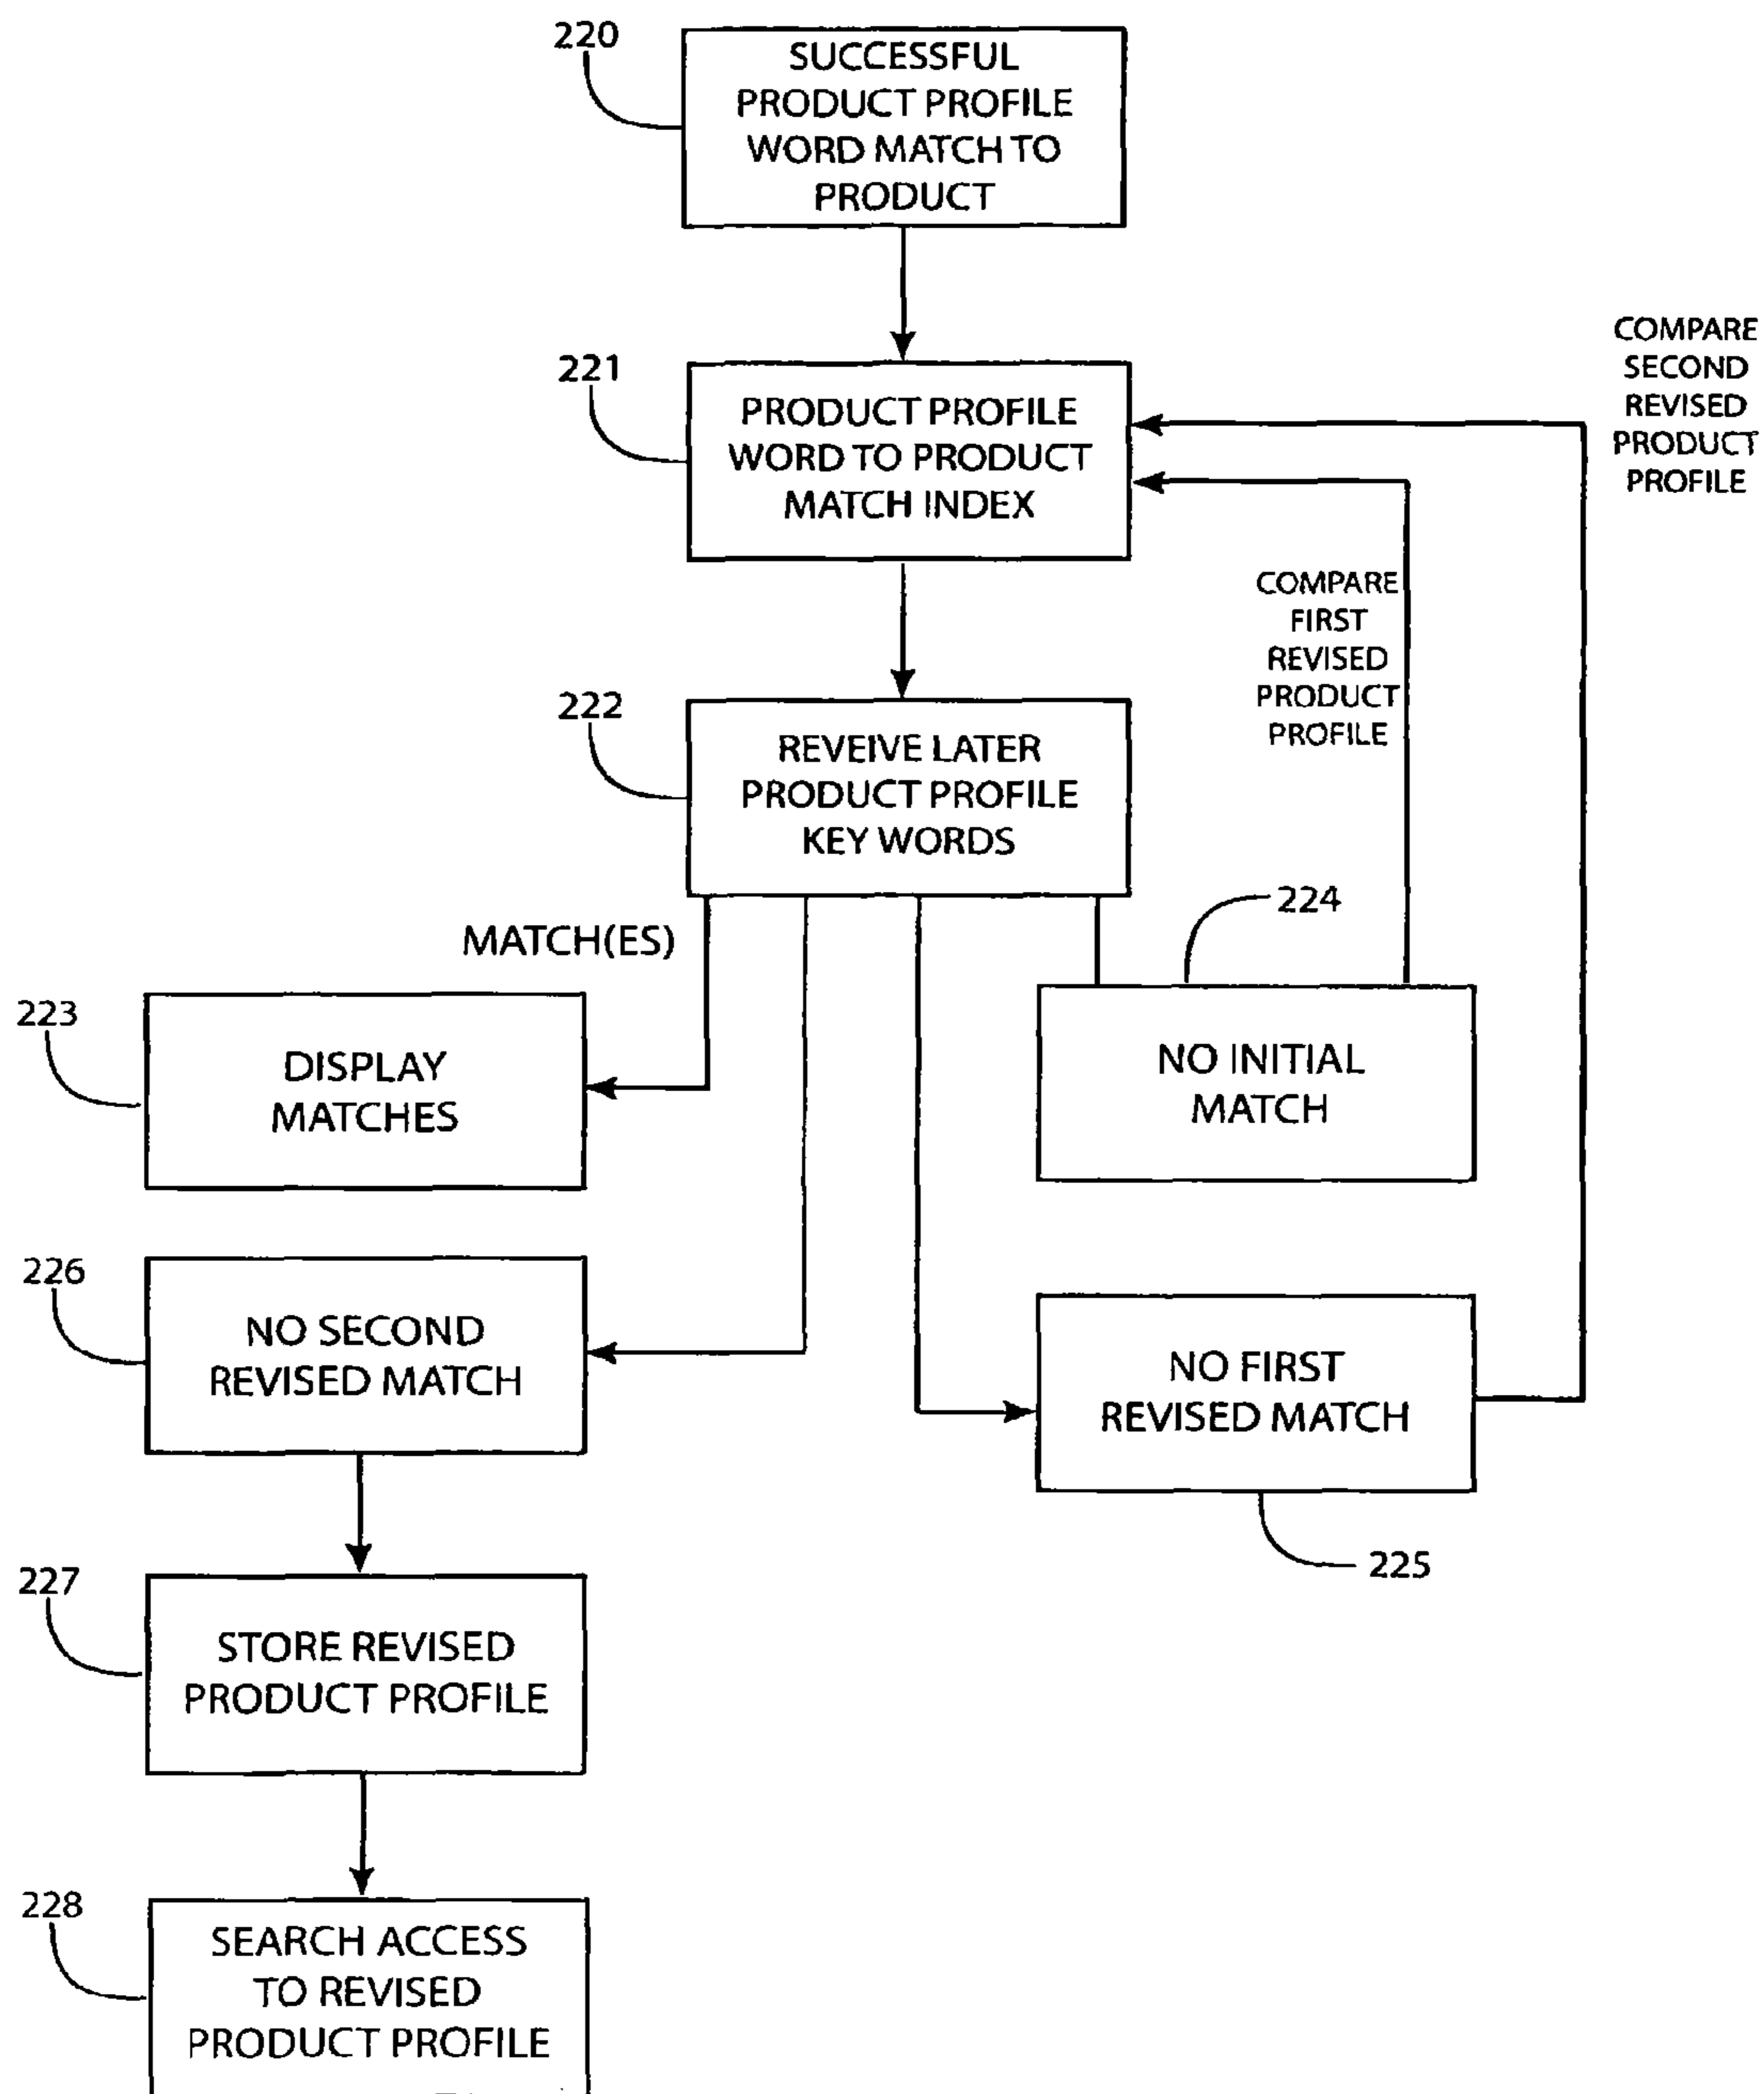 220
SUCCESSFUL
PRODUCT PROFILE
WORD MATCH TO
PRODUCT
221
PRODUCT PROFILE
WORD TO PRODUCT
MATCH INDEX
COMPARE
SECOND
REVISED
PRODUCT
PROFILE
COMPARE
FIRST
REVISED
PRODUCT
PROFILE
222
REVEIVE LATER
PRODUCT PROFILE
KEY WORDS
MATCH(ES)
223
DISPLAY
MATCHES
224
NO INITIAL
MATCH
226
NO SECOND
REVISED MATCH
NO FIRST
REVISED MATCH
225
227
STORE REVISED
PRODUCT PROFILE
228
SEARCH ACCESS
TO REVISED
PRODUCT PROFILE